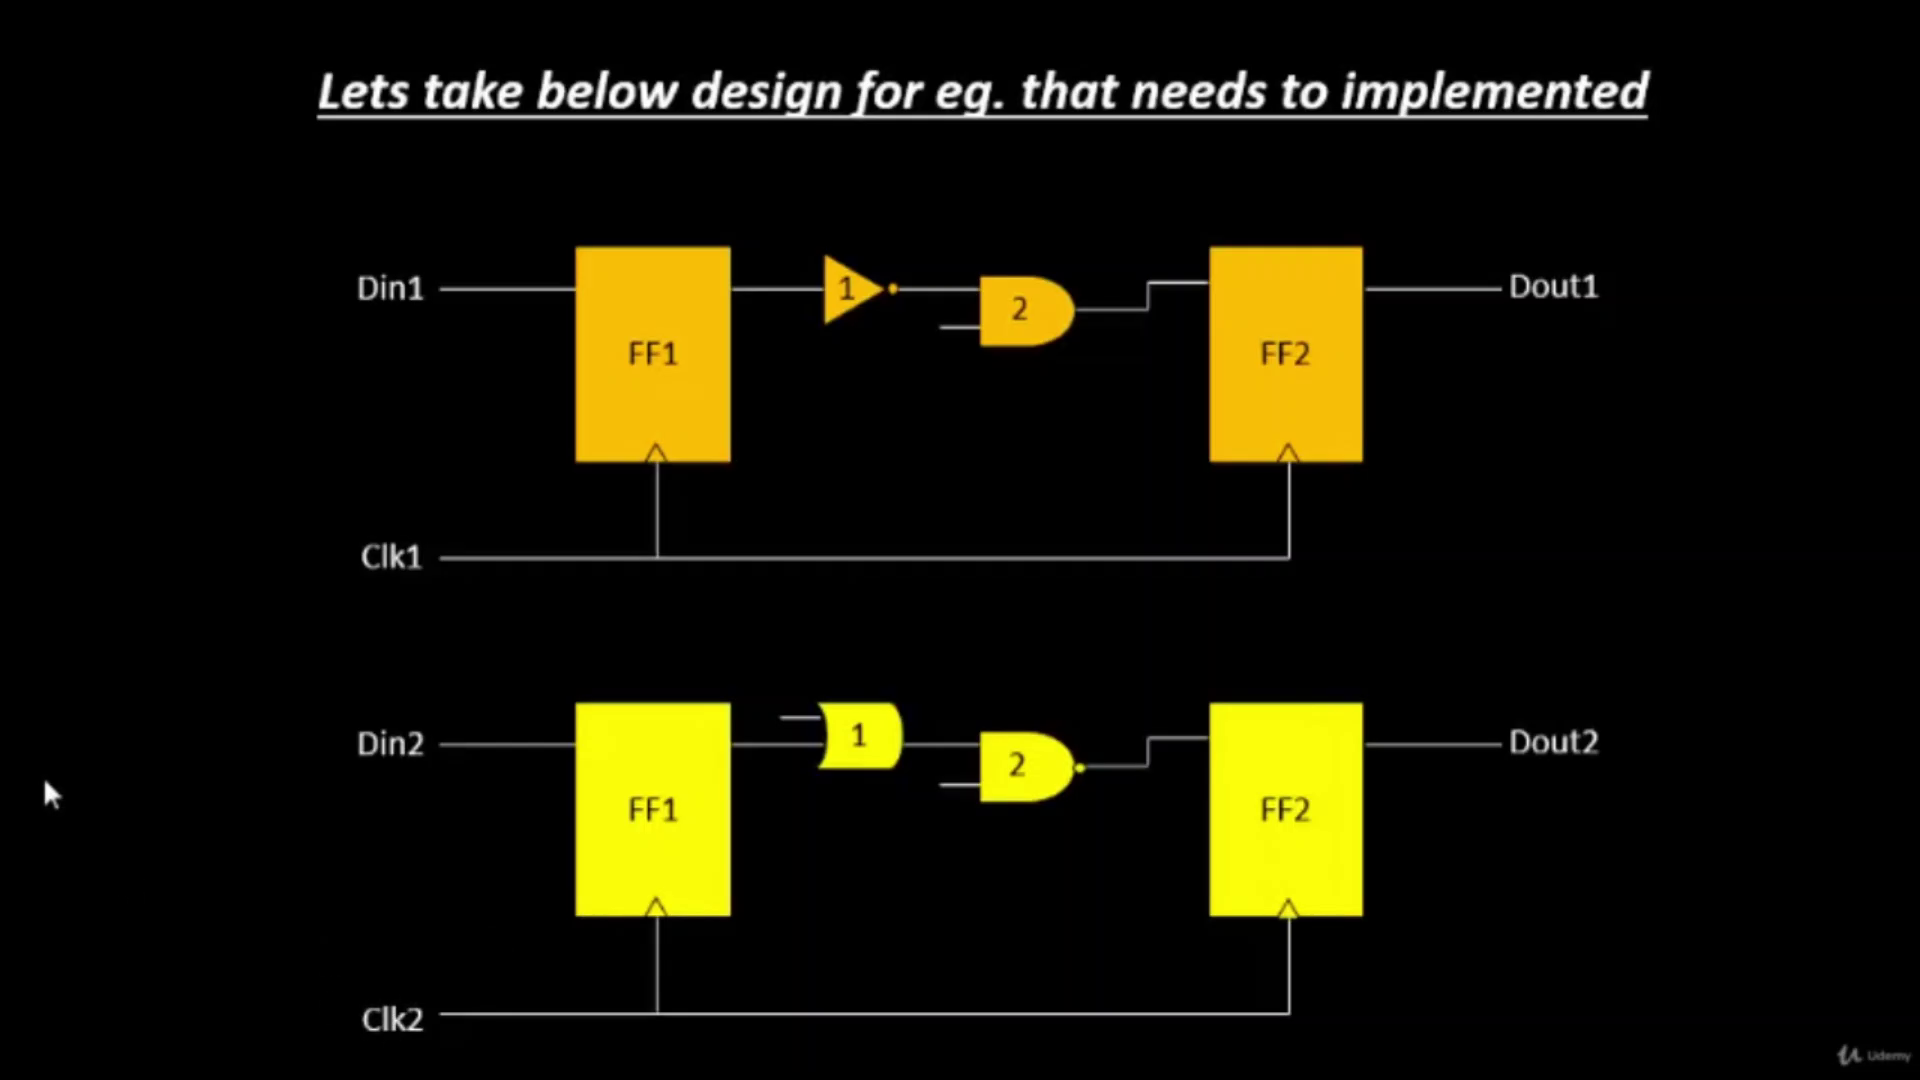 Lets take below design for eg. that needs to implemented
Din1
1
2
Dout1
FF1
FF2
Clk1
Din2
1
2
Dout2
FF1
FF2
Clk2
Udemy